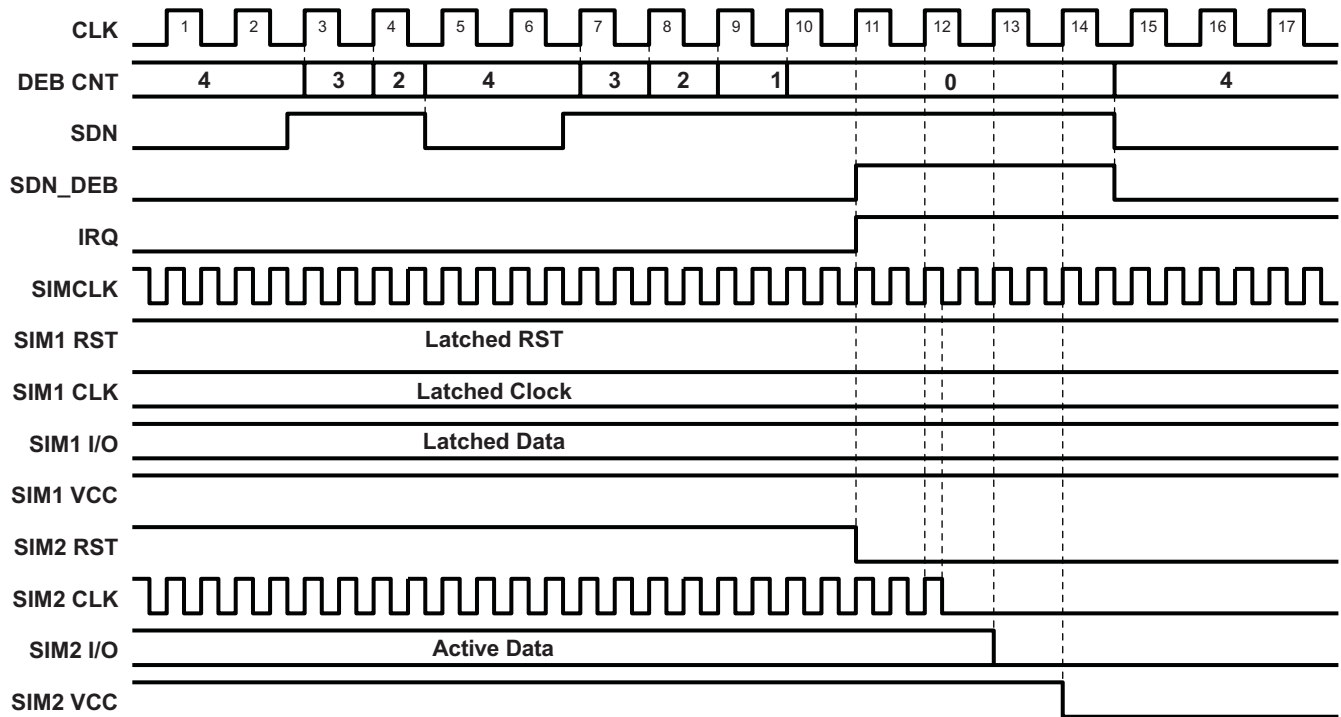 CLK 1 2 3 4 5 6 7 8 9 10 11 12 13 14 15 16 17
DEB CNT 4 3 2 4 3 2 1 0 4
SDN
SDN_DEB
IRQ
SIMCLK
SIM1 RST Latched RST
SIM1 CLK Latched Clock
SIM1 I/O Latched Data
SIM1 VCC
SIM2 RST
SIM2 CLK
SIM2 I/O Active Data
SIM2 VCC